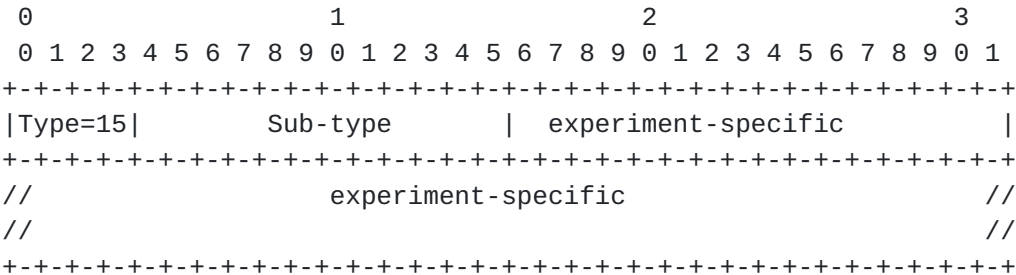 0                   1                   2                   3
 0 1 2 3 4 5 6 7 8 9 0 1 2 3 4 5 6 7 8 9 0 1 2 3 4 5 6 7 8 9 0 1
+-+-+-+-+-+-+-+-+-+-+-+-+-+-+-+-+-+-+-+-+-+-+-+-+-+-+-+-+-+-+-+-+
|Type=15|        Sub-type       |  experiment-specific          |
+-+-+-+-+-+-+-+-+-+-+-+-+-+-+-+-+-+-+-+-+-+-+-+-+-+-+-+-+-+-+-+-+
//                   experiment-specific                       //
//                                                             //
+-+-+-+-+-+-+-+-+-+-+-+-+-+-+-+-+-+-+-+-+-+-+-+-+-+-+-+-+-+-+-+-+